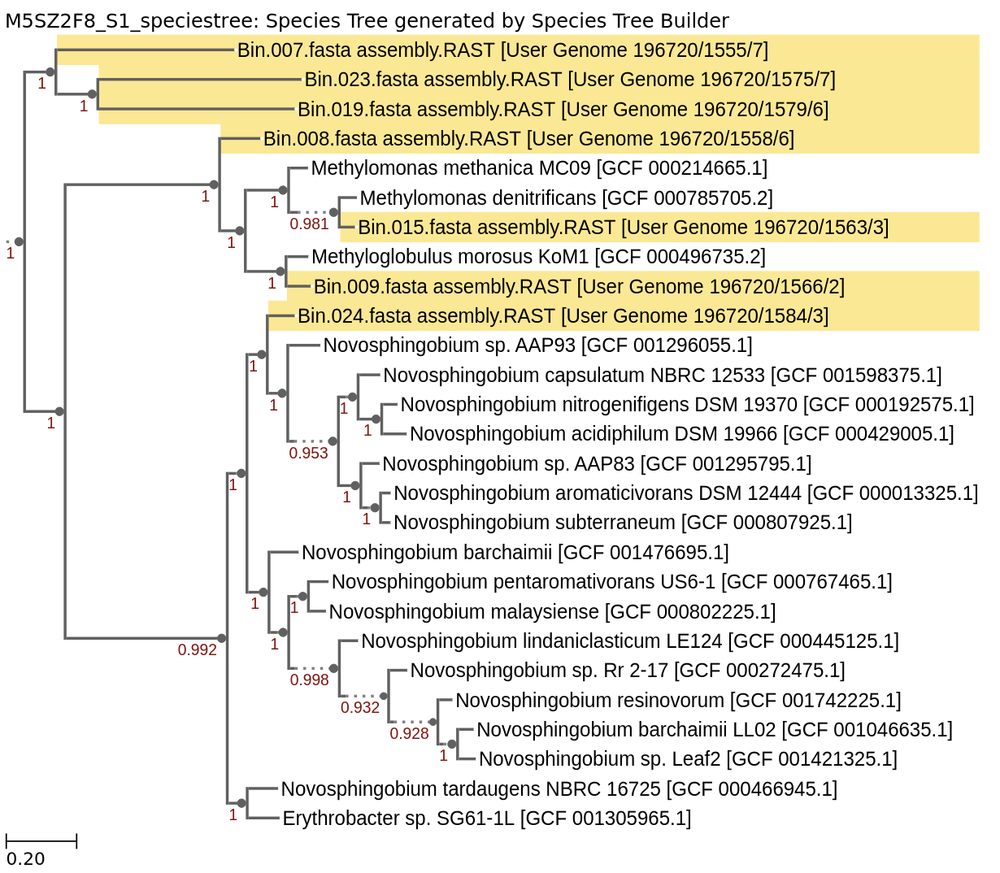 M5SZ2F8_S1_speciestree: Species Tree generated by Species Tree Builder
Bin.007.fasta assembly.RAST [User Genome 196720/1555/7]
1
Bin.023.fasta assembly.RAST [User Genome 196720/1575/7]
1
Bin.019.fasta assembly.RAST [User Genome 196720/1579/6]
Bin.008.fasta assembly.RAST [User Genome 196720/1558/6]
Methylomonas methanica MC09 [GCF 000214665.1]
1
1
Methylomonas denitrificans [GCF 000785705.2]
0.981
Bin.015.fasta assembly.RAST [User Genome 196720/1563/3]
1
1
Methyloglobulus morosus KoM1 [GCF 000496735.2]
1
Bin.009.fasta assembly.RAST [User Genome 196720/1566/2]
Bin.024.fasta assembly.RAST [User Genome 196720/1584/3]
Novosphingobium sp. AAP93 [GCF 001296055.1]
1
Novosphingobium capsulatum NBRC 12533 [GCF 001598375.1]
1
1
Novosphingobium nitrogenifigens DSM 19370 [GCF 000192575.1]
1
1
Novosphingobium acidiphilum DSM 19966 [GCF 000429005.1]
0.953
Novosphingobium sp. AAP83 [GCF 001295795.1]
1
1
Novosphingobium aromaticivorans DSM 12444 [GCF 000013325.1]
1
Novosphingobium subterraneum [GCF 000807925.1]
Novosphingobium barchaimii [GCF 001476695.1]
Novosphingobium pentaromativorans US6-1 [GCF 000767465.1]
1
1
Novosphingobium malaysiense [GCF 000802225.1]
Novosphingobium lindaniclasticum LE124 [GCF 000445125.1]
0.992
1
Novosphingobium sp. Rr 2-17 [GCF 000272475.1]
0.998
Novosphingobium resinovorum [GCF 001742225.1]
0.932
Novosphingobium barchaimii LL02 [GCF 001046635.1]
0.928
Novosphingobium sp. Leaf2 [GCF 001421325.1]
1
Novosphingobium tardaugens NBRC 16725 [GCF 000466945.1]
1
Erythrobacter sp. SG61-1L [GCF 001305965.1]
0.20